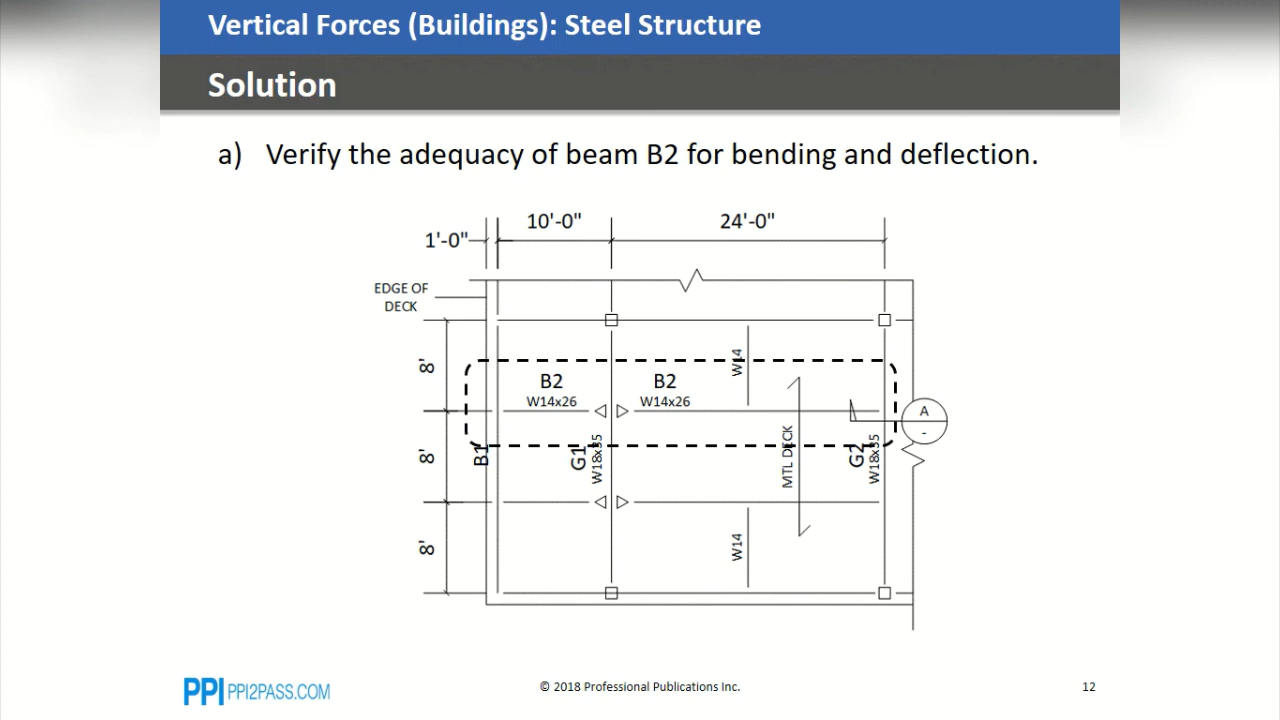 Vertical Forces (Buildings): Steel Structure
Solution
a) Verify the adequacy of beam B2 for bending and deflection.
10'-0"
24'-0"
1'-0"
EDGE OF
DECK
8'
8'
8'
B2
W14x26
B2
W14x26
W14
W14
B1
G1
W18x35
MTL DECK
G2
W18x35
A
-
PPI PPI2PASS.COM
© 2018 Professional Publications Inc.
12